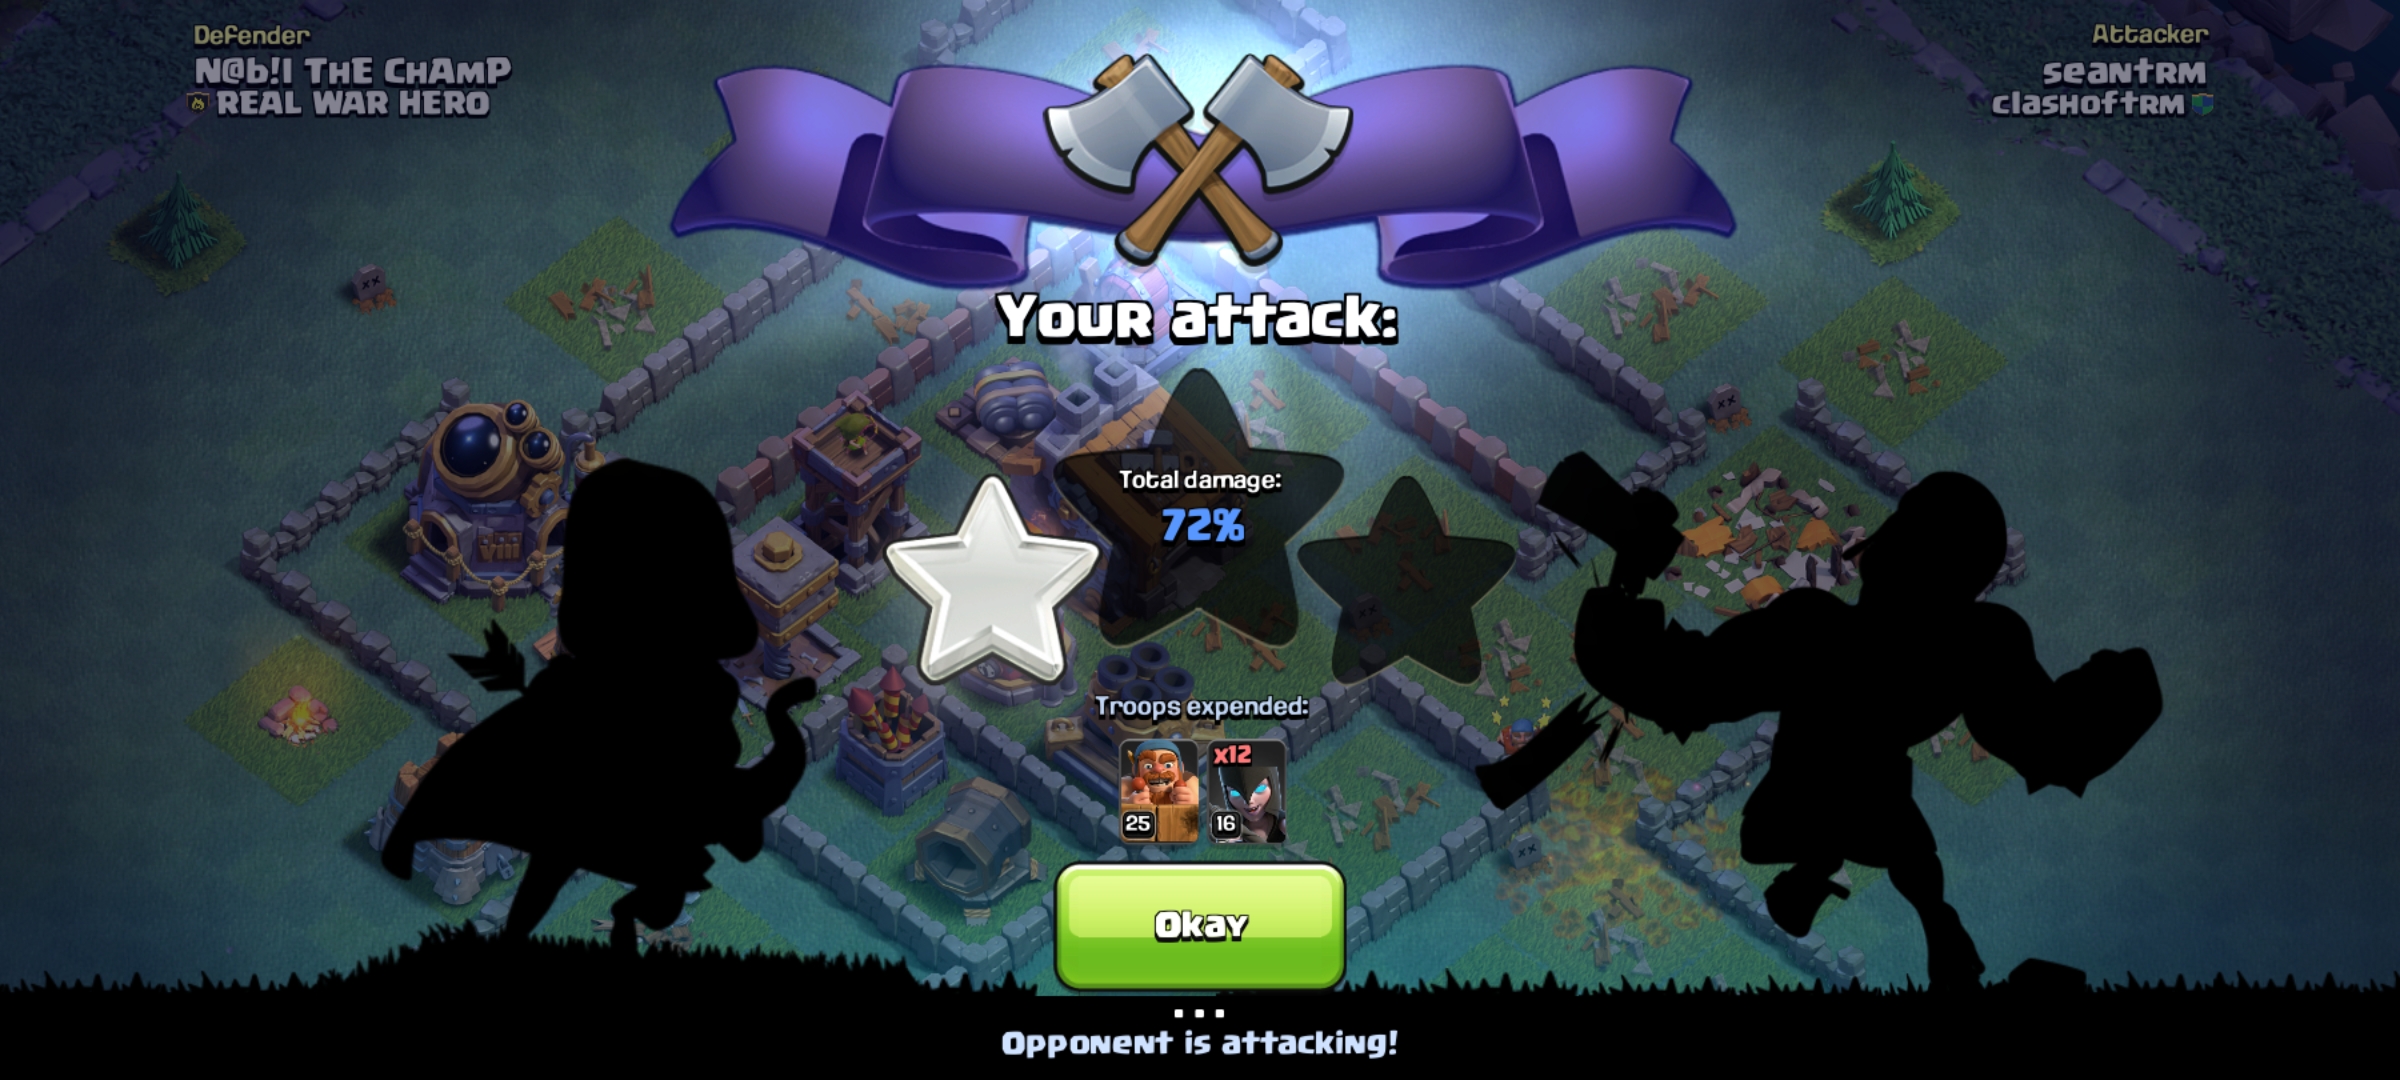 Defender
N@b!l THE CHAMP
REAL WAR HERO
Attacker
seantRM
clashoftRM
Your attack:
Total damage:
72%
Troops expended:
x12
25
16
VIII
Okay
...
Opponent is attacking!